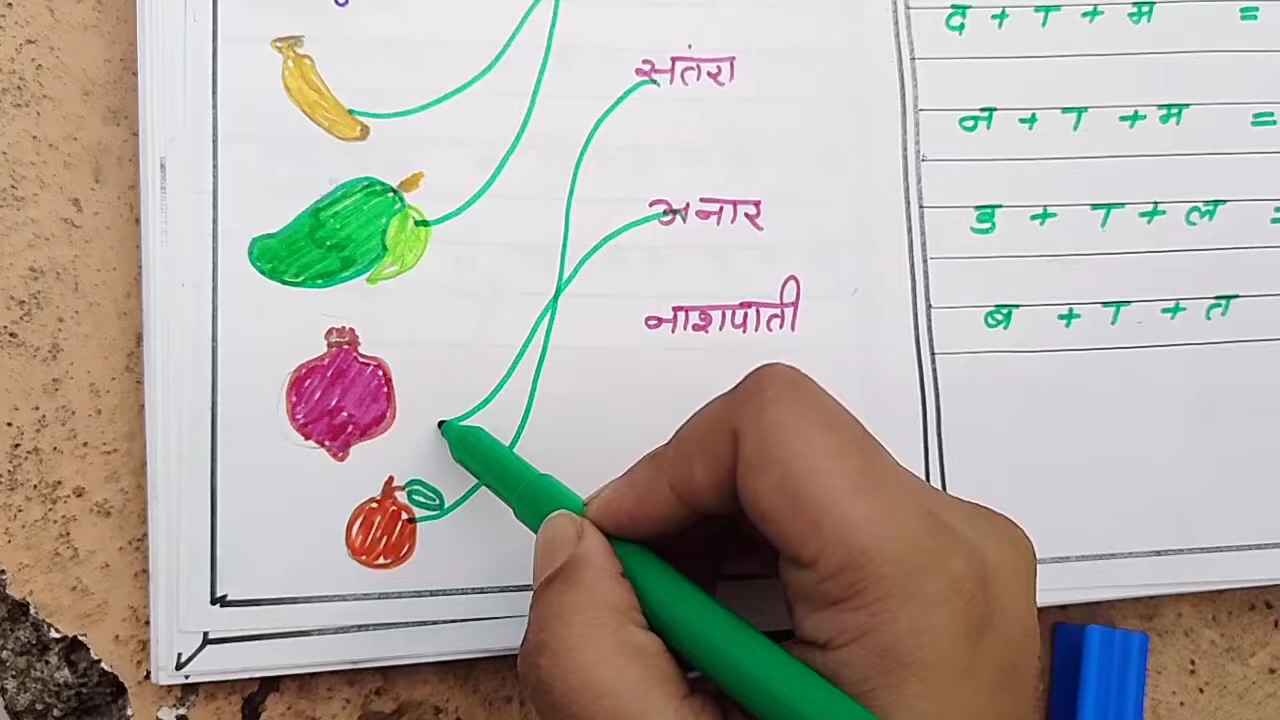 संतरा
अनार
नाशपाती
द + ा + म =
न + ा + म =
ड + ा + ल =
ब + ा + त